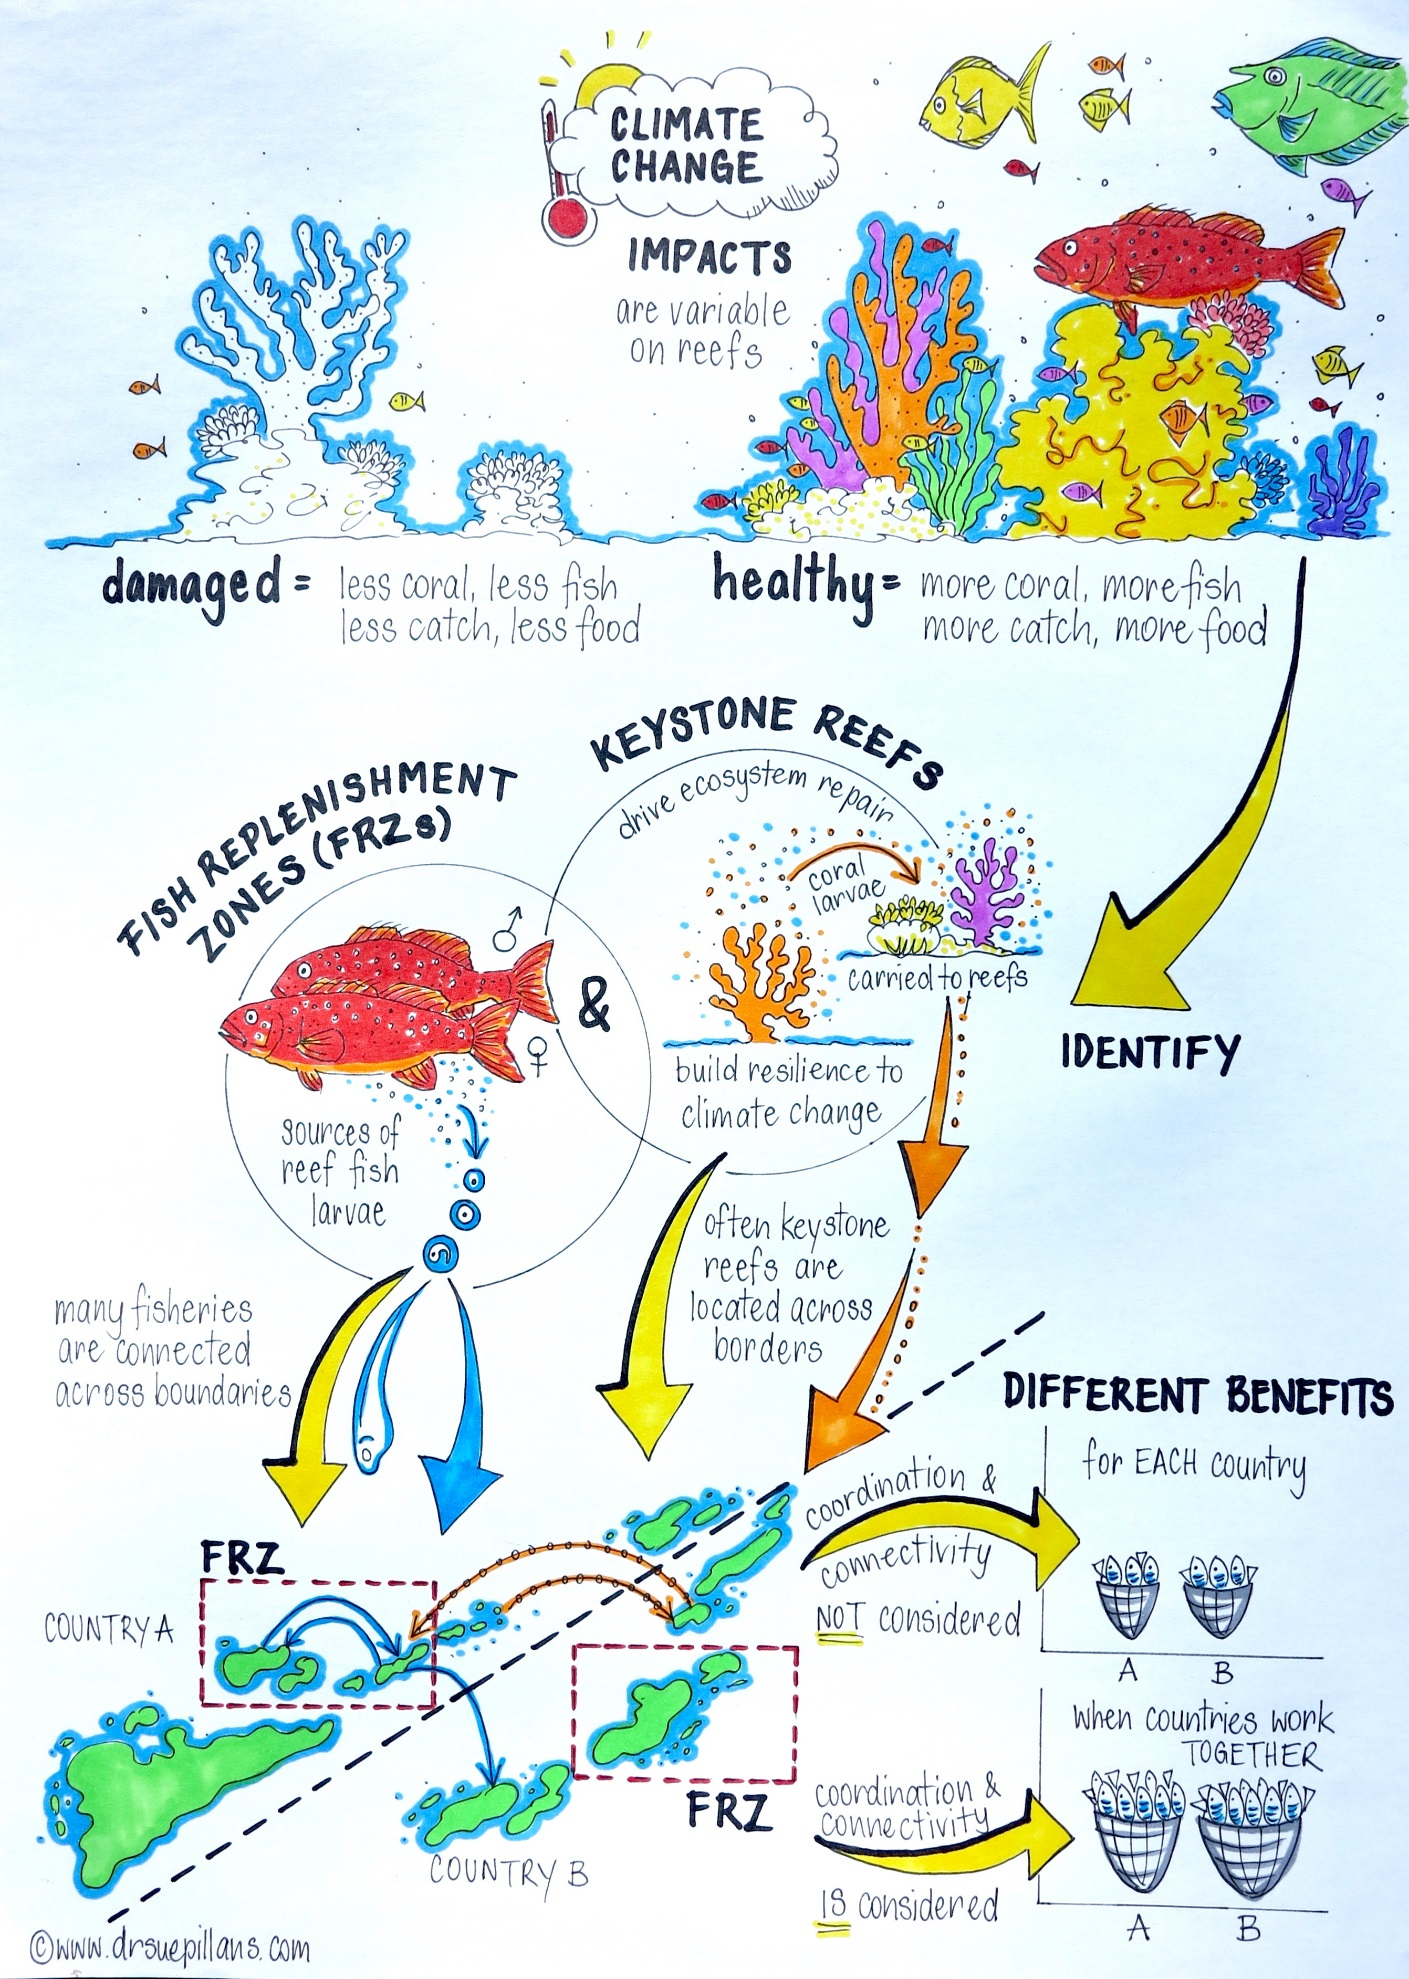 CLIMATE
CHANGE
IMPACTS
are variable
on reefs
damaged = less coral, less fish
less catch, less food
healthy = more coral, more fish
more catch, more food
KEYSTONE REEFS
drive ecosystem repair
coral
larvae
carried to reefs
build resilience to
climate change
FISH REPLENISHMENT
ZONES (FRZs)
♂
&
♀
sources of
reef fish
larvae
IDENTIFY
many fisheries
are connected
across boundaries
often keystone
reefs are
located across
borders
DIFFERENT BENEFITS
for EACH country
coordination &
connectivity
NOT considered
A B
FRZ
COUNTRY A
when countries work
TOGETHER
coordination &
connectivity
IS considered
A B
FRZ
COUNTRY B
©www.drsuepillans.com